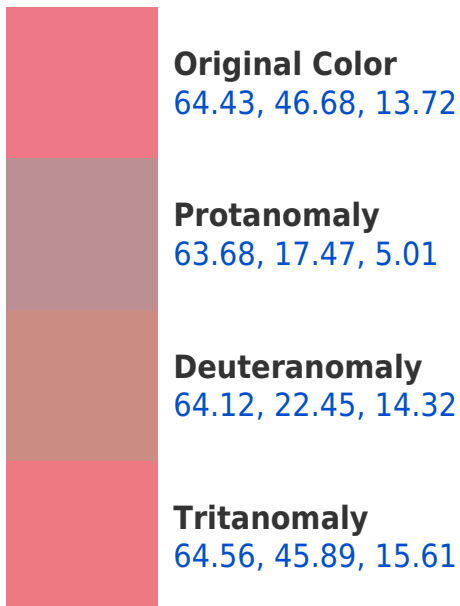 Original Color
64.43, 46.68, 13.72
Protanomaly
63.68, 17.47, 5.01
Deuteranomaly
64.12, 22.45, 14.32
Tritanomaly
64.56, 45.89, 15.61